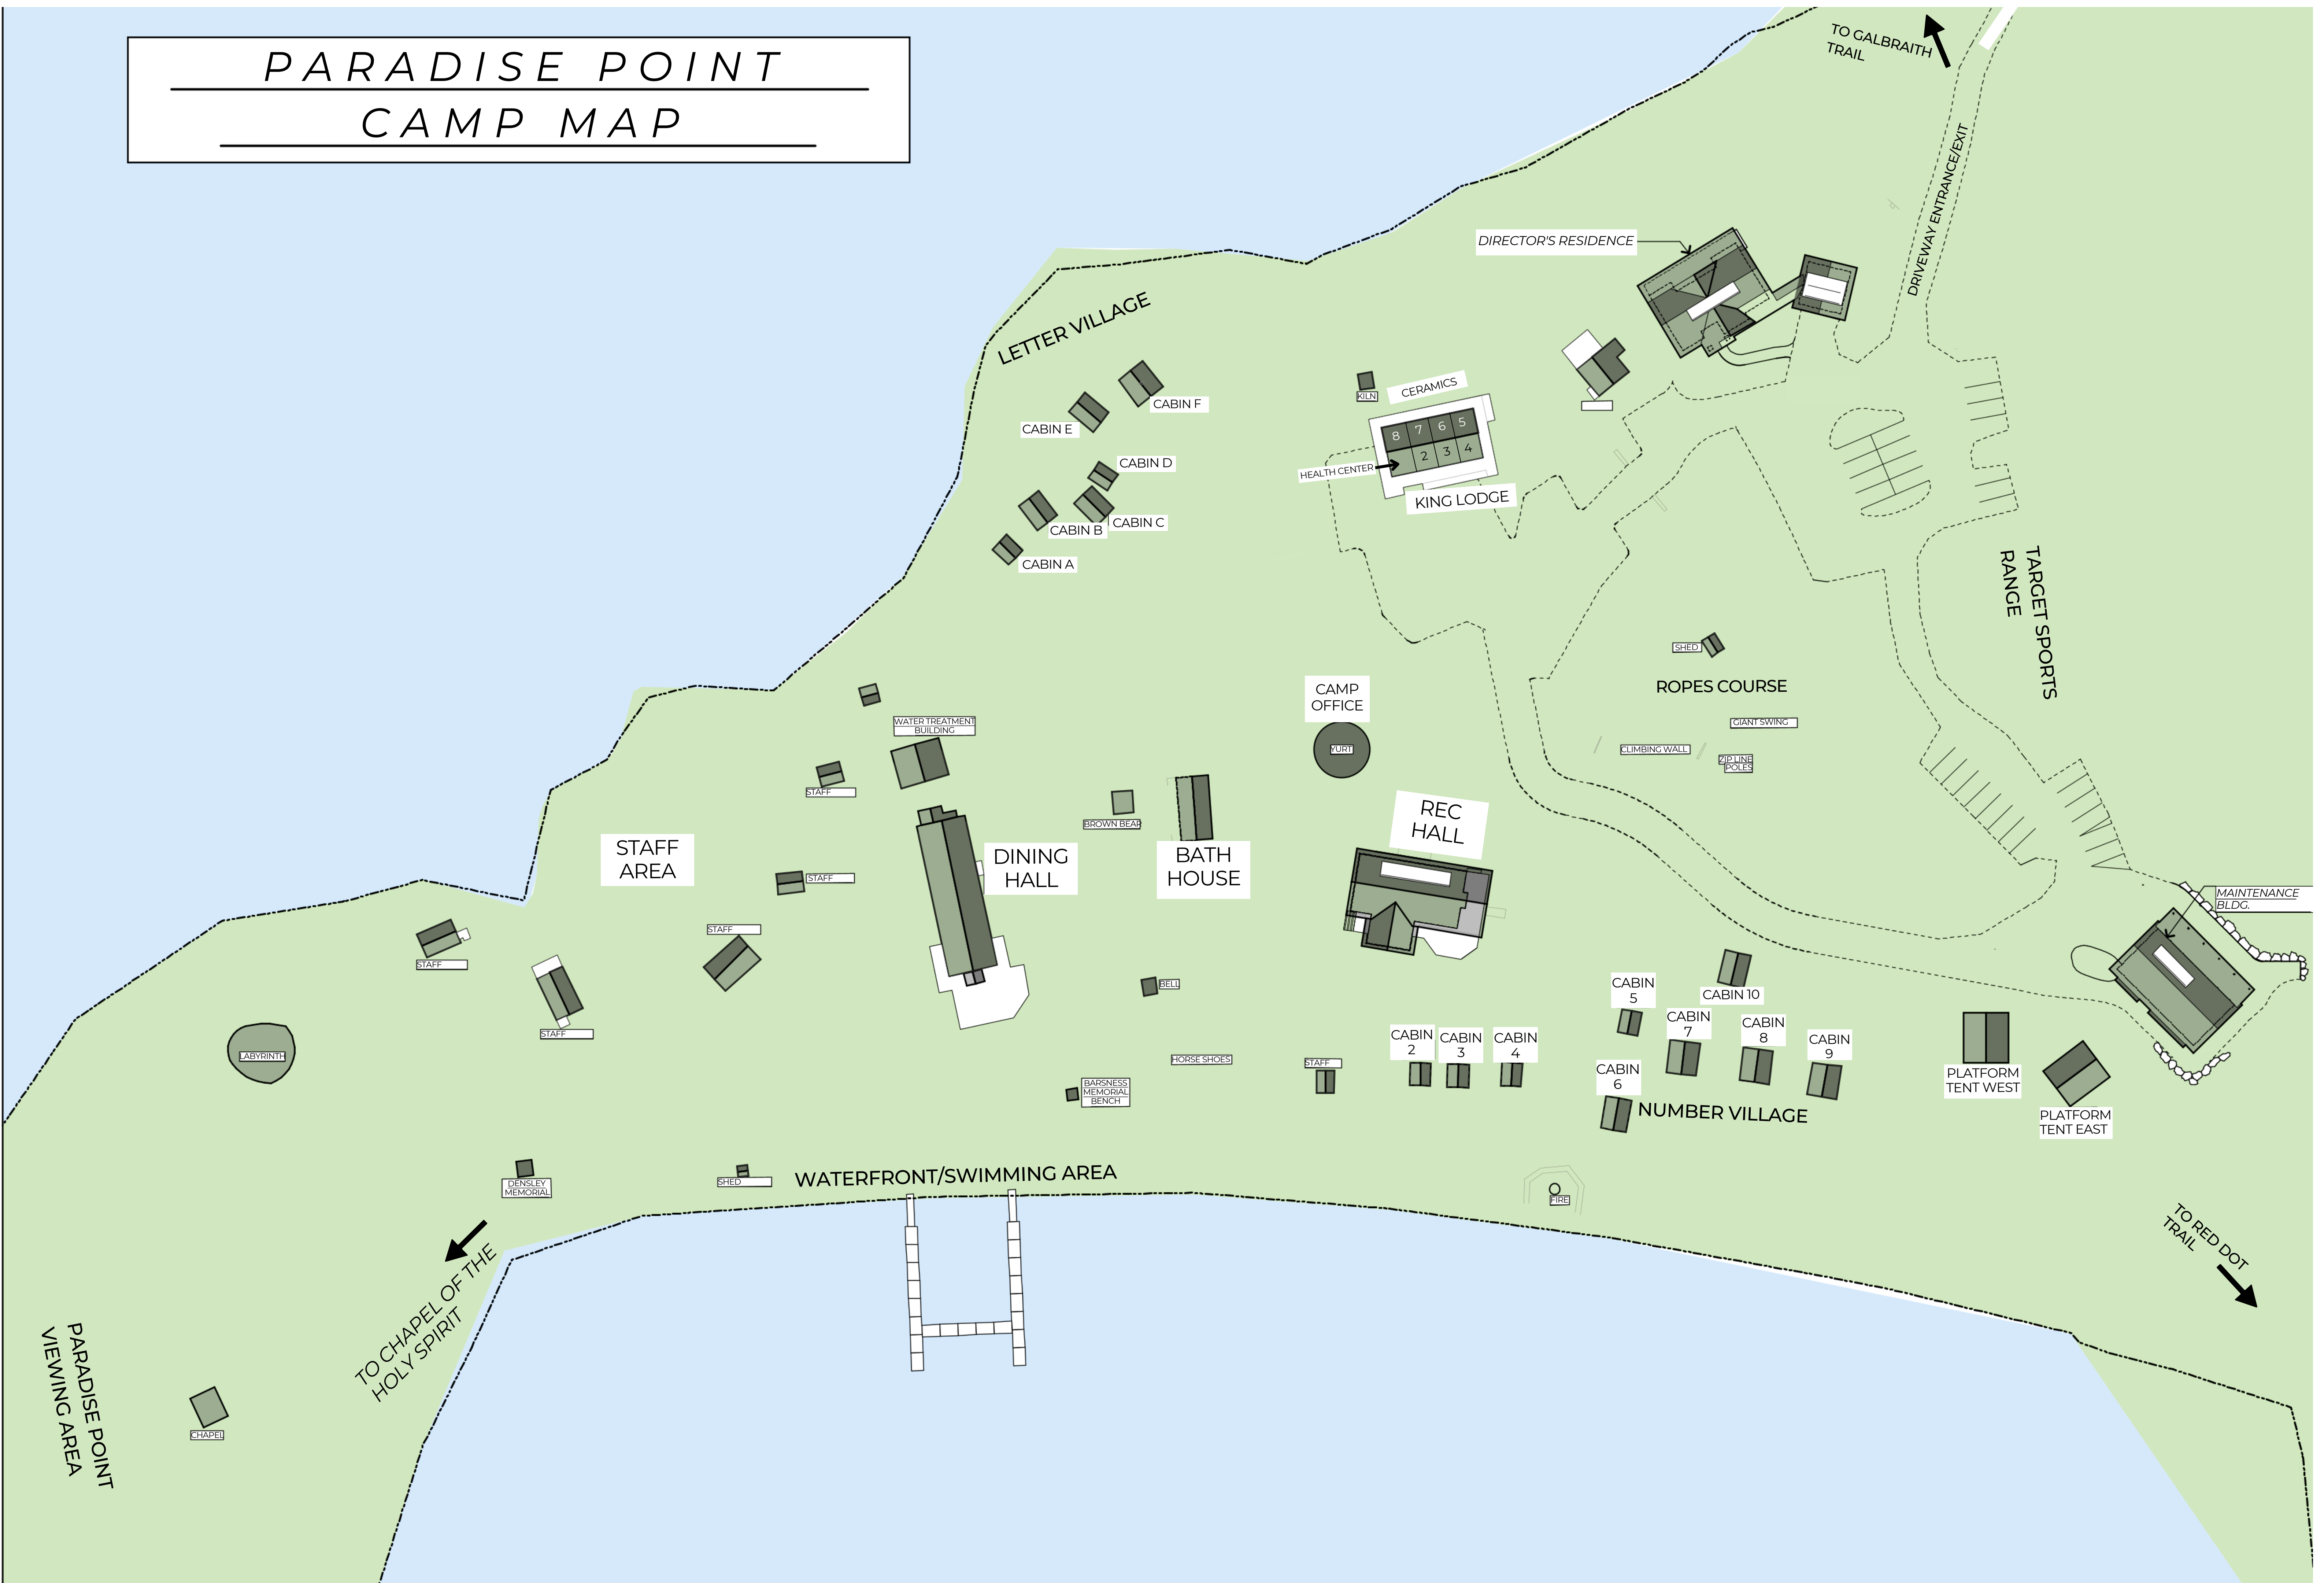 PARADISE POINT
CAMP MAP
TO GALBRAITH
TRAIL
DRIVEWAY ENTRANCE/EXIT
DIRECTOR'S RESIDENCE
LETTER VILLAGE
CABIN F
CABIN E
CABIN D
CABIN C
CABIN B
CABIN A
KILN
CERAMICS
8 7 6 5
2 3 4
HEALTH CENTER
KING LODGE
TARGET SPORTS
RANGE
SHED
ROPES COURSE
GIANT SWING
CLIMBING WALL
ZIP LINE
POLES
CAMP
OFFICE
YURT
WATER TREATMENT
BUILDING
STAFF
BROWN BEAR
REC
HALL
STAFF
AREA
DINING
HALL
BATH
HOUSE
STAFF
STAFF
STAFF
STAFF
MAINTENANCE
BLDG.
BELL
CABIN
5
CABIN 10
CABIN
7
CABIN
8
CABIN
9
CABIN
2
CABIN
3
CABIN
4
CABIN
6
LABYRINTH
HORSE SHOES
STAFF
BARSNESS
MEMORIAL
BENCH
NUMBER VILLAGE
PLATFORM
TENT WEST
PLATFORM
TENT EAST
DENSLEY
MEMORIAL
SHED
WATERFRONT/SWIMMING AREA
FIRE
TO RED DOT
TRAIL
TO CHAPEL OF THE
HOLY SPIRIT
PARADISE POINT
VIEWING AREA
CHAPEL